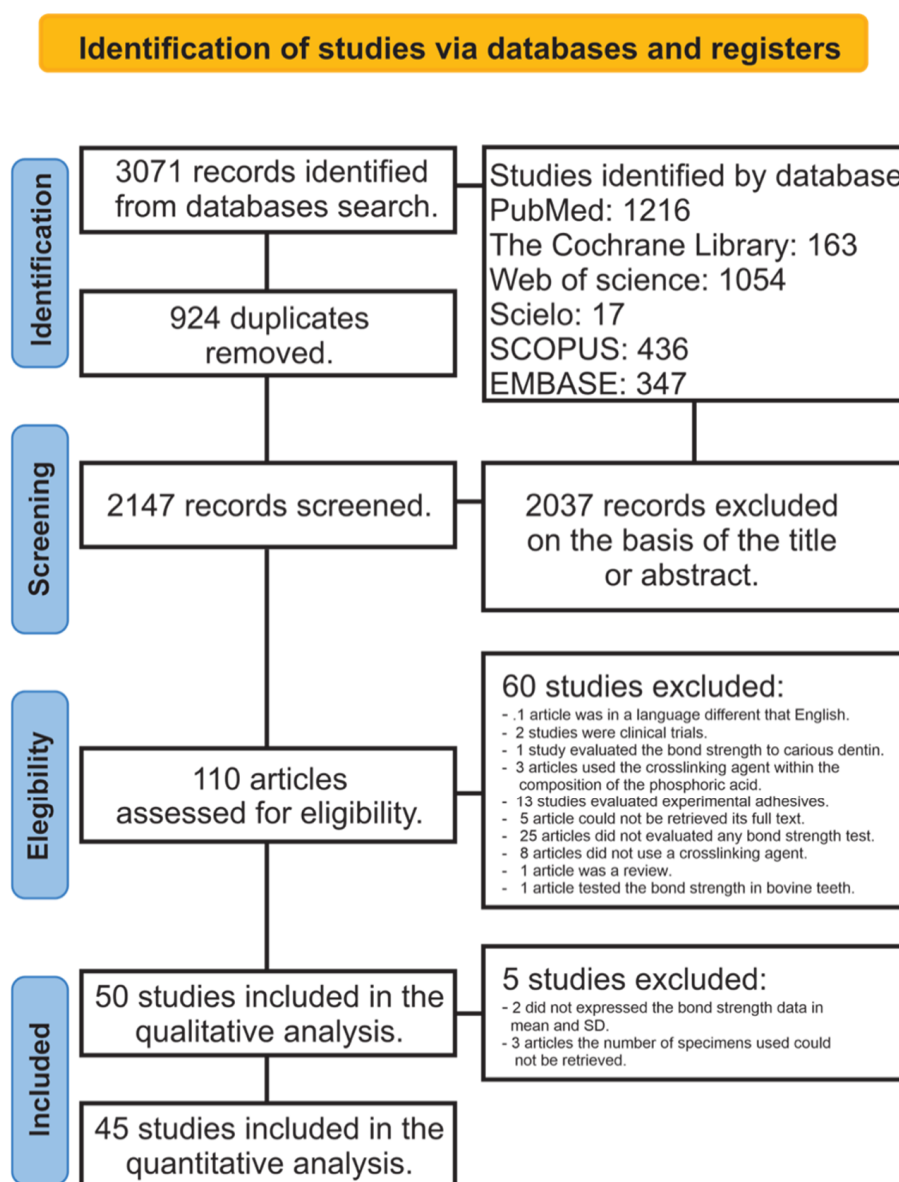 Identification of studies via databases and registers
Identification
3071 records identified
from databases search.
Studies identified by database
PubMed: 1216
The Cochrane Library: 163
Web of science: 1054
Scielo: 17
SCOPUS: 436
EMBASE: 347
924 duplicates
removed.
Screening
2147 records screened.
2037 records excluded
on the basis of the title
or abstract.
Elegibility
110 articles
assessed for eligibility.
60 studies excluded:
- .1 article was in a language different that English.
- 2 studies were clinical trials.
- 1 study evaluated the bond strength to carious dentin.
- 3 articles used the crosslinking agent within the
composition of the phosphoric acid.
- 13 studies evaluated experimental adhesives.
- 5 article could not be retrieved its full text.
- 25 articles did not evaluated any bond strength test.
- 8 articles did not use a crosslinking agent.
- 1 article was a review.
- 1 article tested the bond strength in bovine teeth.
Included
50 studies included in the
qualitative analysis.
5 studies excluded:
- 2 did not expressed the bond strength data in
mean and SD.
- 3 articles the number of specimens used could
not be retrieved.
45 studies included in the
quantitative analysis.